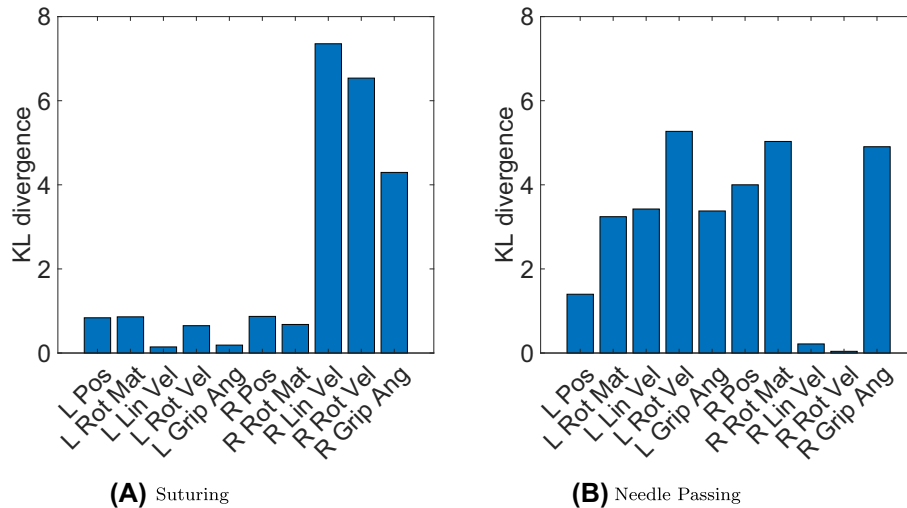 8
6
4
2
0
KL divergence
L Pos
L Rot Mat
L Lin Vel
L Rot Vel
L Grip Ang
R Pos
R Rot Mat
R Lin Vel
R Rot Vel
R Grip Ang
(A) Suturing
8
6
4
2
0
KL divergence
L Pos
L Rot Mat
L Lin Vel
L Rot Vel
L Grip Ang
R Pos
R Rot Mat
R Lin Vel
R Rot Vel
R Grip Ang
(B) Needle Passing